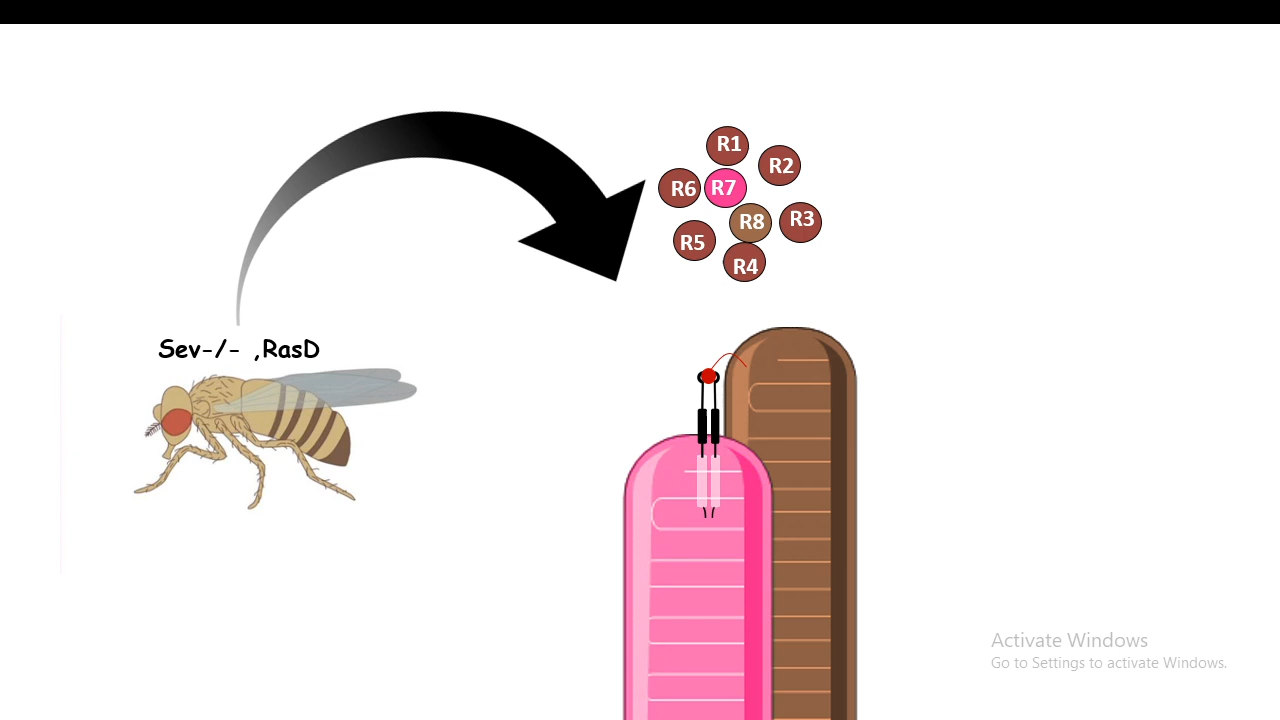 R1
R2
R6
R7
R8
R3
R5
R4
Sev-/- ,RasD
Activate Windows
Go to Settings to activate Windows.